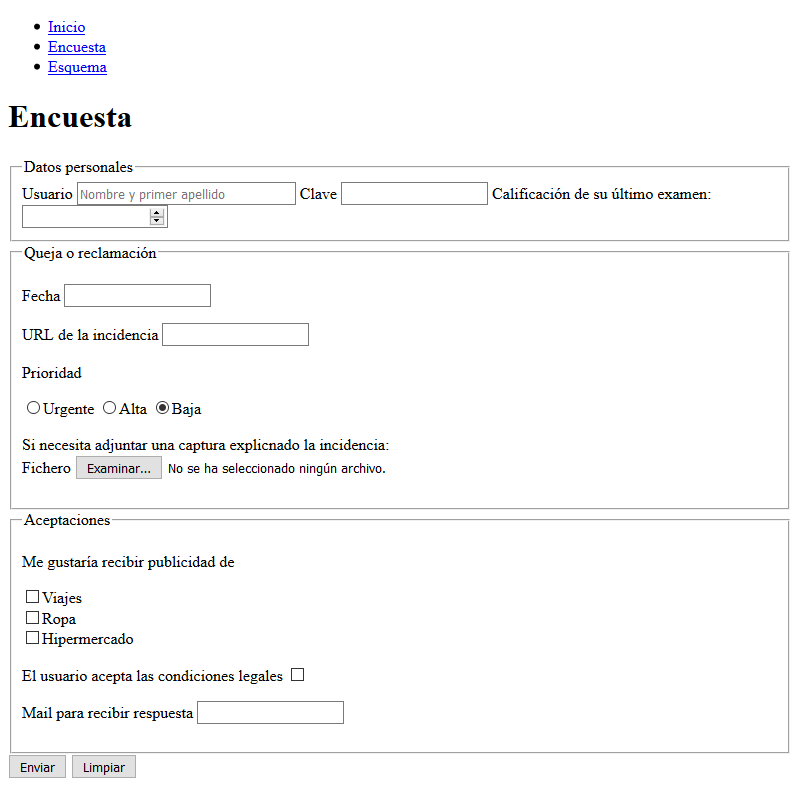 Inicio
Encuesta
Esquema
Encuesta
Datos personales
Usuario Nombre y primer apellido Clave Calificación de su último examen:
Queja o reclamación
Fecha
URL de la incidencia
Prioridad
Urgente Alta Baja
Si necesita adjuntar una captura explicnado la incidencia:
Fichero Examinar... No se ha seleccionado ningún archivo.
Aceptaciones
Me gustaría recibir publicidad de
Viajes
Ropa
Hipermercado
El usuario acepta las condiciones legales
Mail para recibir respuesta
Enviar Limpiar